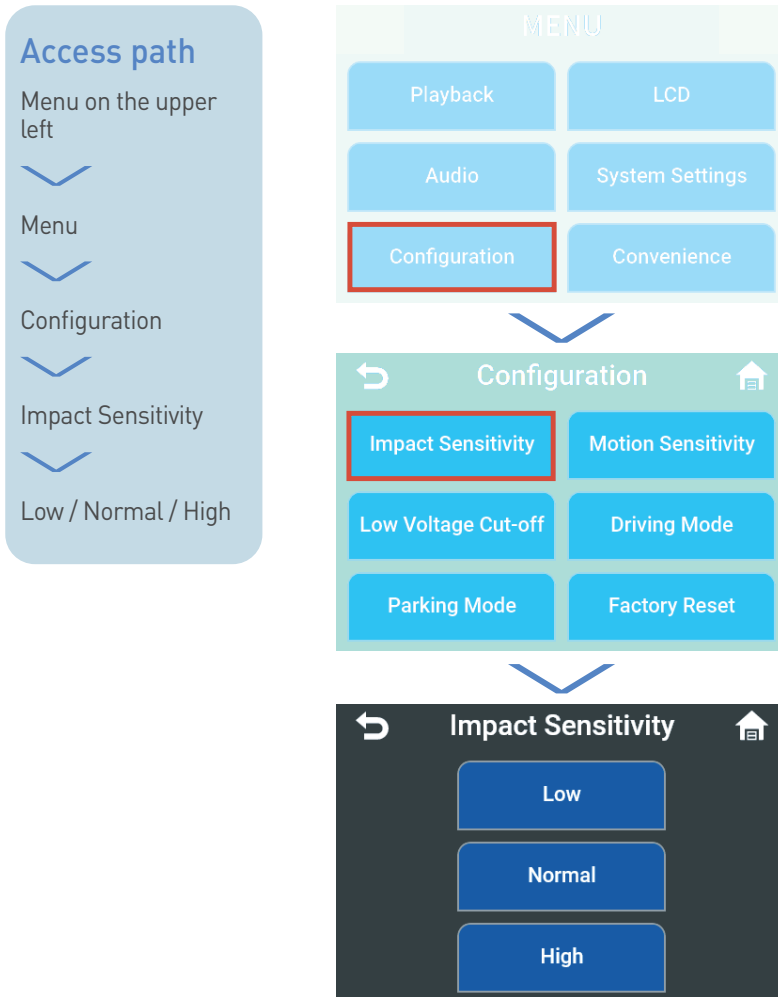 Access path
Menu on the upper
left
Menu
Configuration
Impact Sensitivity
Low / Normal / High
MENU
Playback
LCD
Audio
System Settings
Configuration
Convenience
Configuration
Impact Sensitivity
Motion Sensitivity
Low Voltage Cut-off
Driving Mode
Parking Mode
Factory Reset
Impact Sensitivity
Low
Normal
High